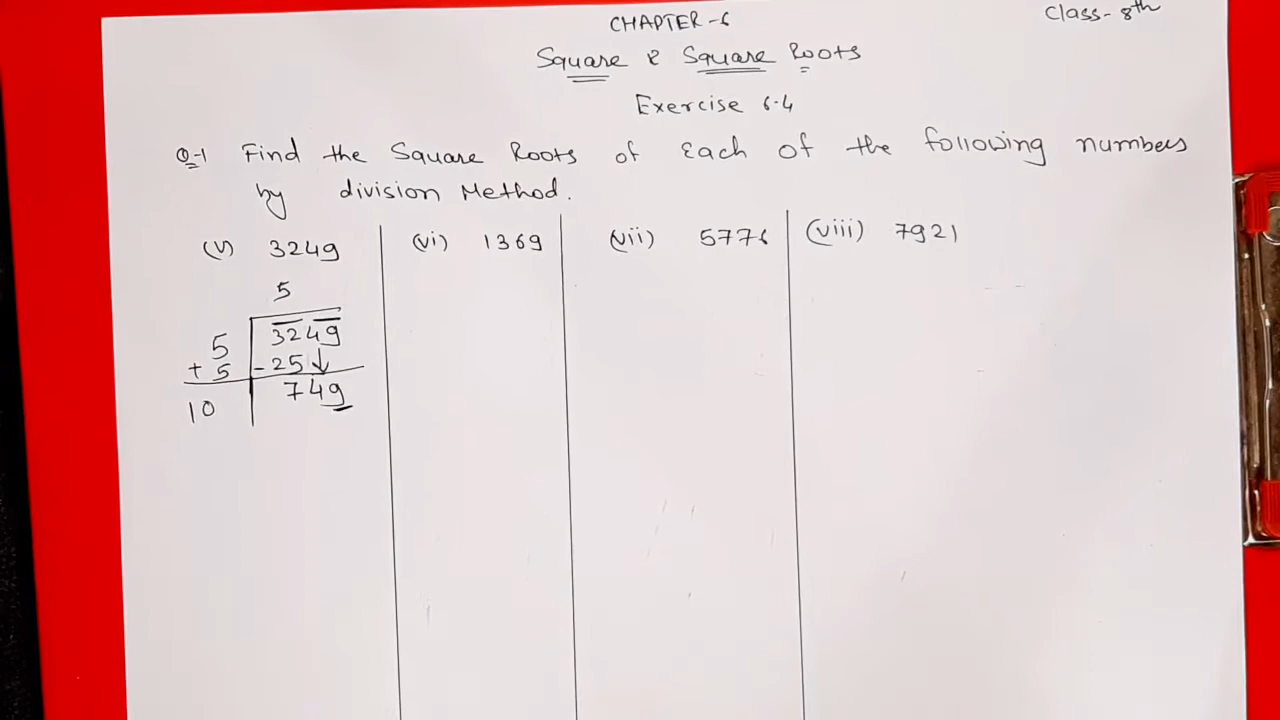 CHAPTER-6
Class-8th
Square & Square Roots
Exercise 6.4
Q-1 Find the Square Roots of Each of the following numbers
by division Method.
(v) 3249
(vi) 1369
(vii) 5776
(viii) 7921
5
5 3249
+5 -25↓
10 749